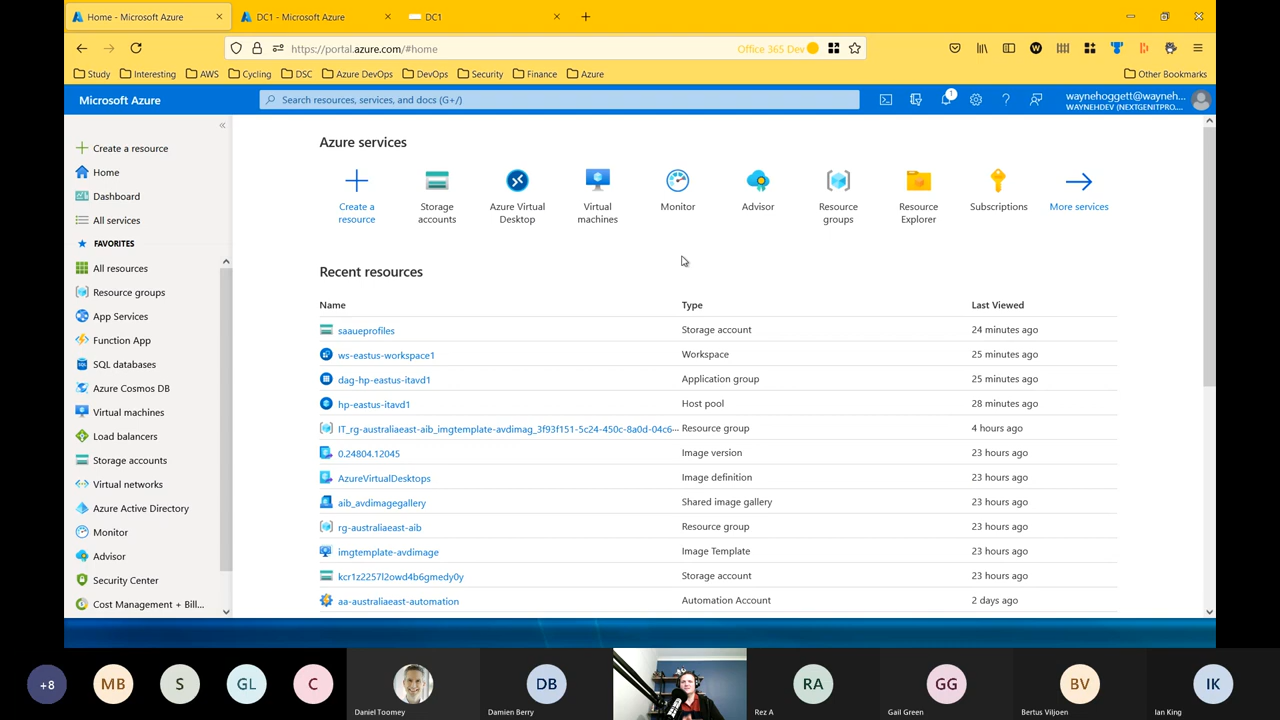 Home - Microsoft Azure
DC1 - Microsoft Azure
DC1
https://portal.azure.com/#home
Office 365 Dev
Study
Interesting
AWS
Cycling
DSC
Azure DevOps
DevOps
Security
Finance
Azure
Other Bookmarks
Microsoft Azure
Search resources, services, and docs (G+/)
1
waynehoggett@wayneh...
WAYNEHDEV (NEXTGENITPRO....
Create a resource
Home
Dashboard
All services
FAVORITES
All resources
Resource groups
App Services
Function App
SQL databases
Azure Cosmos DB
Virtual machines
Load balancers
Storage accounts
Virtual networks
Azure Active Directory
Monitor
Advisor
Security Center
Cost Management + Bill...
Azure services
Create a resource
Storage accounts
Azure Virtual Desktop
Virtual machines
Monitor
Advisor
Resource groups
Resource Explorer
Subscriptions
More services
Recent resources
Name Type Last Viewed
saaueprofiles Storage account 24 minutes ago
ws-eastus-workspace1 Workspace 25 minutes ago
dag-hp-eastus-itavd1 Application group 25 minutes ago
hp-eastus-itavd1 Host pool 28 minutes ago
IT_rg-australiaeast-aib_imgtemplate-avdimag_3f93f151-5c24-450c-8a0d-04c6... Resource group 4 hours ago
0.24804.12045 Image version 23 hours ago
AzureVirtualDesktops Image definition 23 hours ago
aib_avdimagegallery Shared image gallery 23 hours ago
rg-australiaeast-aib Resource group 23 hours ago
imgtemplate-avdimage Image Template 23 hours ago
kcr1z2257l2owd4b6gmedy0y Storage account 23 hours ago
aa-australiaeast-automation Automation Account 2 days ago
+8
MB
S
GL
C
Daniel Toomey
DB
Damien Berry
RA
Rez A
GG
Gail Green
BV
Bertus Viljoen
IK
Ian King